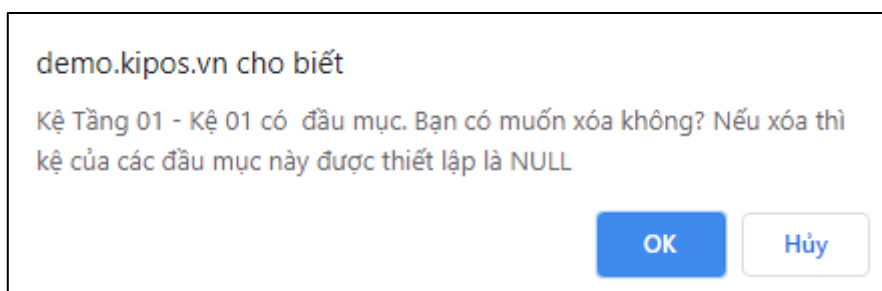 demo.kipos.vn cho biết
Kệ Tầng 01 - Kệ 01 có  đầu mục. Bạn có muốn xóa không? Nếu xóa thì
kệ của các đầu mục này được thiết lập là NULL
OK
Hủy